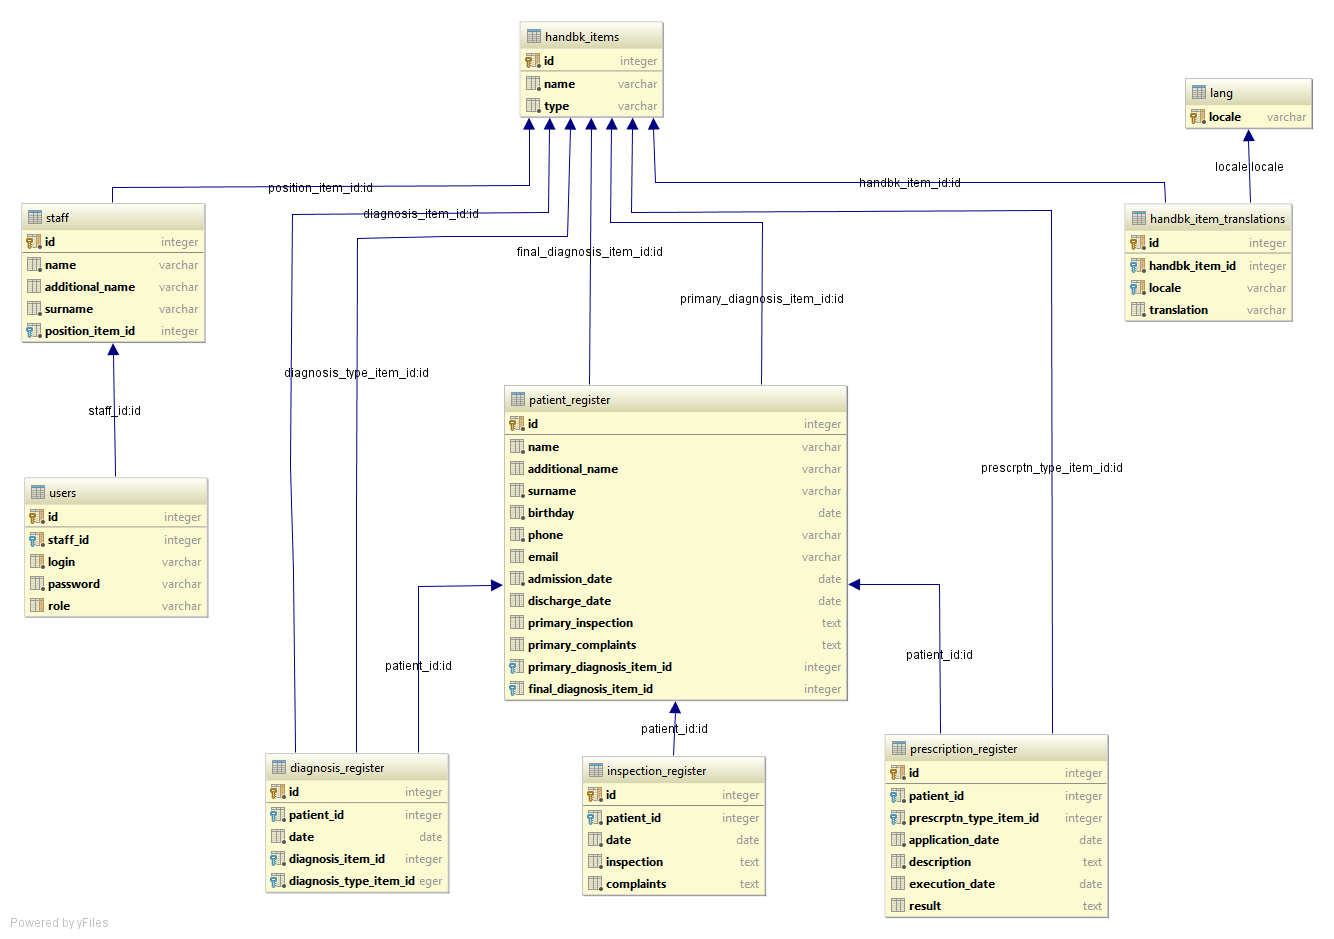 handbk_items
id integer
name varchar
type varchar
lang
locale varchar
locale:locale
position_item_id:id
handbk_item_id:id
diagnosis_item_id:id
final_diagnosis_item_id:id
primary_diagnosis_item_id:id
staff
id integer
name varchar
additional_name varchar
surname varchar
position_item_id integer
handbk_item_translations
id integer
handbk_item_id integer
locale varchar
translation varchar
diagnosis_type_item_id:id
staff_id:id
prescrptn_type_item_id:id
patient_register
id integer
name varchar
additional_name varchar
surname varchar
birthday date
phone varchar
email varchar
admission_date date
discharge_date date
primary_inspection text
primary_complaints text
primary_diagnosis_item_id integer
final_diagnosis_item_id integer
users
id integer
staff_id integer
login varchar
password varchar
role varchar
patient_id:id
patient_id:id
patient_id:id
diagnosis_register
id integer
patient_id integer
date date
diagnosis_item_id integer
diagnosis_type_item_id eger
inspection_register
id integer
patient_id integer
date date
inspection text
complaints text
prescription_register
id integer
patient_id integer
prescrptn_type_item_id integer
application_date date
description text
execution_date date
result text
Powered by yFiles